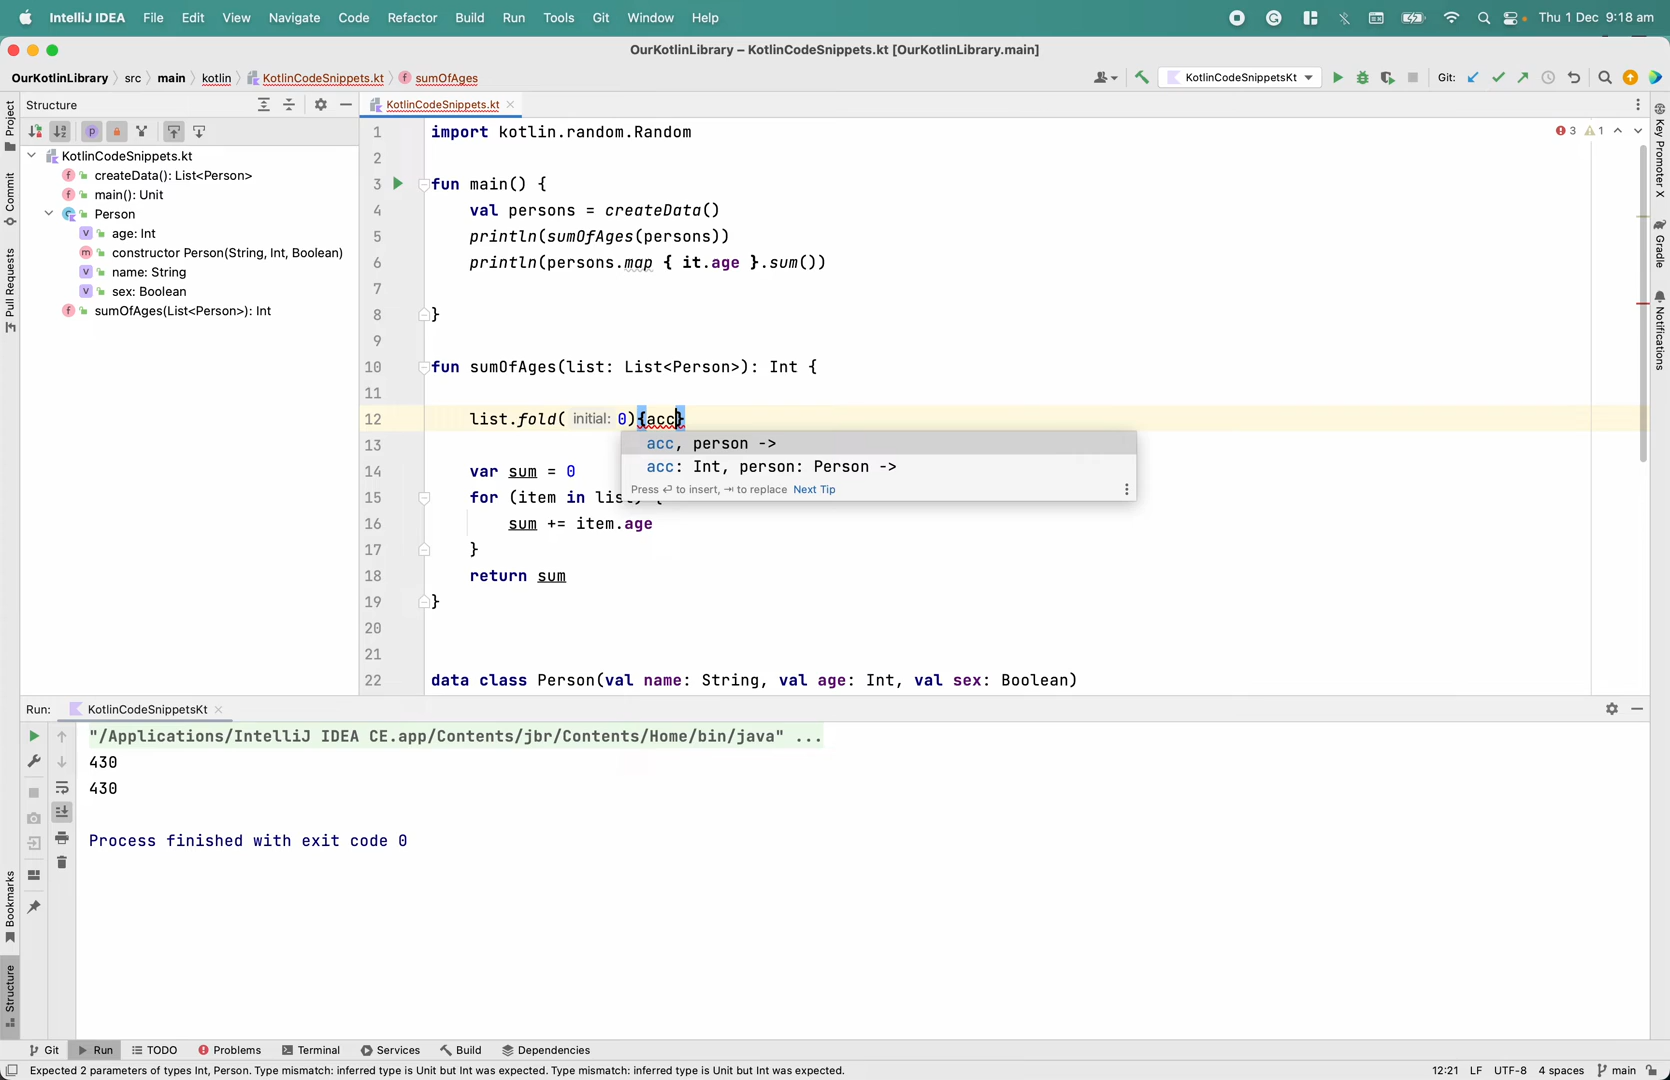 IntelliJ IDEA File Edit View Navigate Code Refactor Build Run Tools Git Window Help Thu 1 Dec 9:18 am
OurKotlinLibrary – KotlinCodeSnippets.kt [OurKotlinLibrary.main]
OurKotlinLibrary src main kotlin KotlinCodeSnippets.kt sumOfAges KotlinCodeSnippetsKt Git:
Structure KotlinCodeSnippets.kt
3 1
Project
Commit
Pull Requests
Bookmarks
Structure
Key Promoter X
Gradle
Notifications
KotlinCodeSnippets.kt
createData(): List<Person>
main(): Unit
Person
age: Int
constructor Person(String, Int, Boolean)
name: String
sex: Boolean
sumOfAges(List<Person>): Int
1 import kotlin.random.Random
2
3 fun main() {
4 val persons = createData()
5 println(sumOfAges(persons))
6 println(persons.map { it.age }.sum())
7
8 }
9
10 fun sumOfAges(list: List<Person>): Int {
11
12 list.fold( initial: 0){acc}
acc, person ->
acc: Int, person: Person ->
Press ⏎ to insert, ⇥ to replace Next Tip
13
14 var sum = 0
15 for (item in list) {
16 sum += item.age
17 }
18 return sum
19 }
20
21
22 data class Person(val name: String, val age: Int, val sex: Boolean)
Run: KotlinCodeSnippetsKt
"/Applications/IntelliJ IDEA CE.app/Contents/jbr/Contents/Home/bin/java" ...
430
430
Process finished with exit code 0
Git Run TODO Problems Terminal Services Build Dependencies
Expected 2 parameters of types Int, Person. Type mismatch: inferred type is Unit but Int was expected. Type mismatch: inferred type is Unit but Int was expected. 12:21 LF UTF-8 4 spaces main